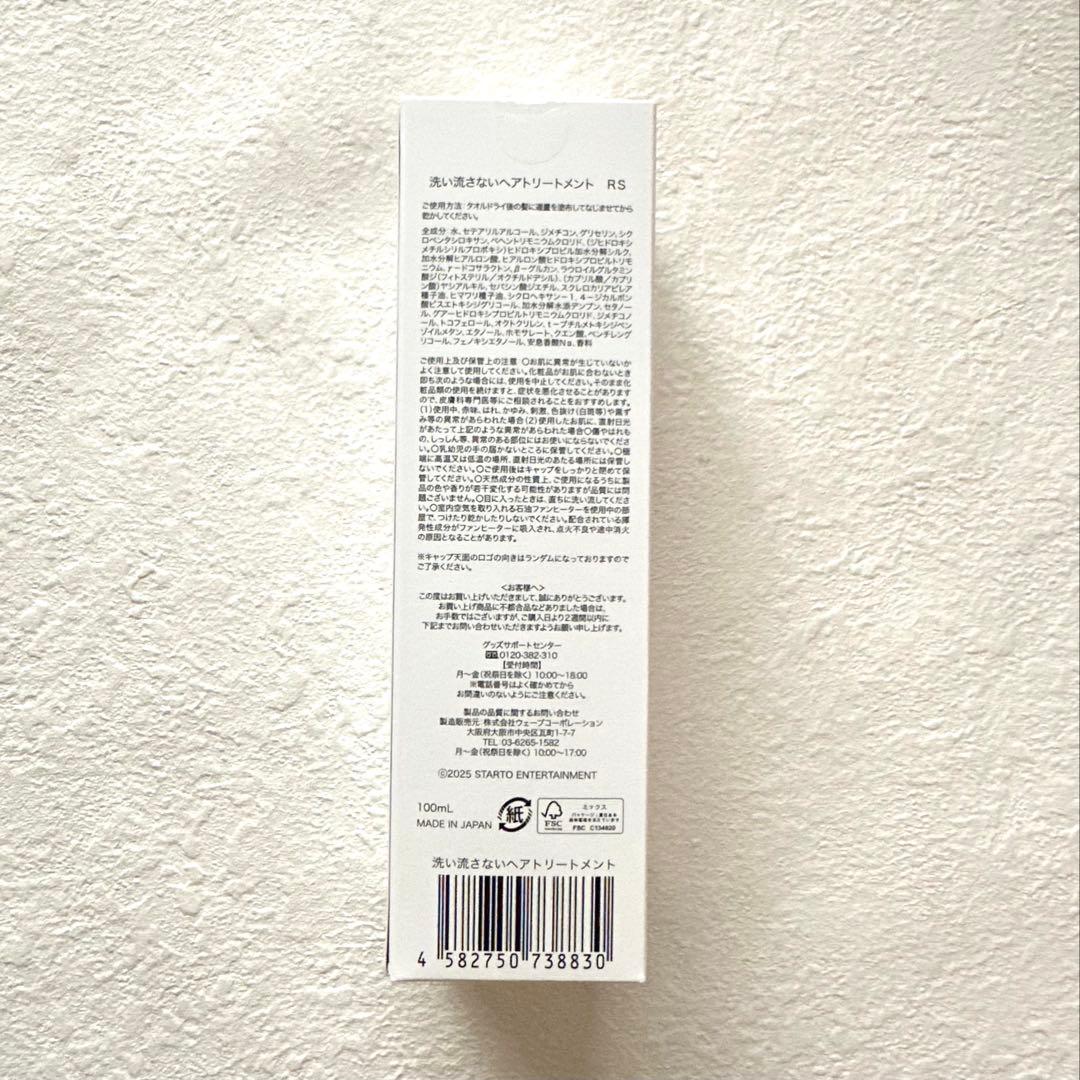 洗い流さないヘアトリートメント　RS
ご使用方法:タオルドライ後の髪に適量を塗布してなじませてから
乾かしてください。
全成分:水、セテアリルアルコール、ジメチコン、グリセリン、シク
ロペンタシロキサン、ベヘントリモニウムクロリド、(ジヒドロキシ
メチルシリルプロポキシ)ヒドロキシプロピル加水分解シルク、
加水分解ヒアルロン酸、ヒアルロン酸ヒドロキシプロピルトリモ
ニウム、γ-ドコサラクトン、β-グルカン、ラウロイルグルタミン
酸ジ(フィトステリル/オクチルドデシル)、(カプリル酸/カプリ
ン酸)ヤシアルキル、セバシン酸ジエチル、スクレロカリアビレア
種子油、ヒマワリ種子油、シクロヘキサン-1,4-ジカルボン
酸ビスエトキシジグリコール、加水分解水添デンプン、セタノー
ル、グアーヒドロキシプロピルトリモニウムクロリド、ジメチコノ
ール、トコフェロール、オクトクリレン、t-ブチルメトキシジベン
ゾイルメタン、エタノール、ホモサレート、クエン酸、ペンチレング
リコール、フェノキシエタノール、安息香酸Na、香料
ご使用上及び保管上の注意 〇お肌に異常が生じていないか
よく注意して使用してください。化粧品がお肌に合わないとき
即ち次のような場合には、使用を中止してください。そのまま化
粧品類の使用を続けますと、症状を悪化させることがあります
ので、皮膚科専門医等にご相談されることをおすすめします。
(1)使用中、赤味、はれ、かゆみ、刺激、色抜け(白斑等)や黒ず
み等の異常があらわれた場合(2)使用したお肌に、直射日光
があたって上記のような異常があらわれた場合〇傷やはれも
の、しっしん等、異常のある部位にはお使いにならないでくださ
い。〇乳幼児の手の届かないところに保管してください。〇極
端に高温又は低温の場所、直射日光のあたる場所には保管し
ないでください。〇ご使用後はキャップをしっかりと閉めて保
管してください。〇天然成分の性質上、ご使用になるうちに製
品の色や香りが若干変化する可能性がありますが品質には問
題ございません。〇目に入ったときは、直ちに洗い流してくださ
い。〇室内空気を取り入れる石油ファンヒーターを使用中の部
屋で、つけたり乾かしたりしないでください。配合されている揮
発性成分がファンヒーターに吸入され、点火不良や途中消火
の原因となることがあります。
※キャップ天面のロゴの向きはランダムになっておりますので
ご了承ください。
<お客様へ>
この度はお買い上げいただきまして、誠にありがとうございます。
お買い上げ商品に不都合品などありました場合は、
お手数ではございますが、ご購入日より2週間以内に
下記までお問い合わせいただきますようお願い申し上げます。
グッズサポートセンター
0120-382-310
【受付時間】
月〜金(祝祭日を除く)10:00〜18:00
※電話番号はよく確かめてから
お間違いのないようにご注意ください。
製品の品質に関するお問い合わせ
製造販売元:株式会社ウェーブコーポレーション
大阪府大阪市中央区瓦町1-7-7
TEL:03-6265-1582
月〜金(祝祭日を除く)10:00〜17:00
©2025 STARTO ENTERTAINMENT
100mL
MADE IN JAPAN
紙
FSC
ミックス
FSC C134820
洗い流さないヘアトリートメント
4 582750 738830